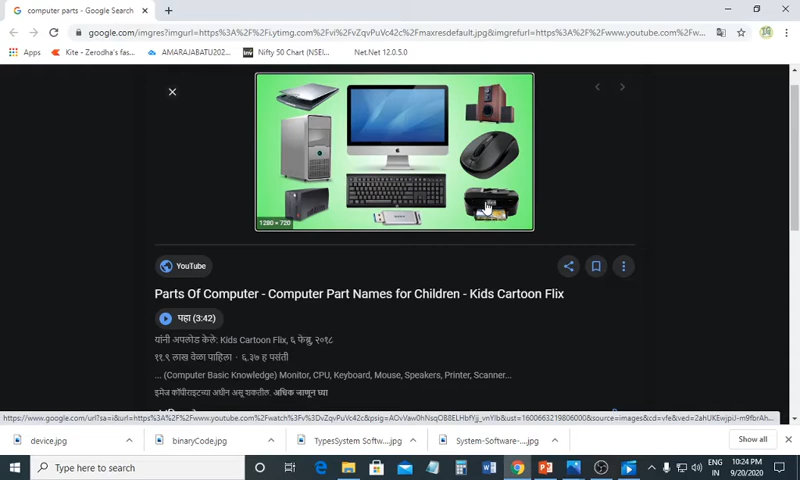 computer parts - Google Search
google.com/imgres?imgurl=https%3A%2F%2Fi.ytimg.com%2Fvi%2FvZqvPuVc42c%2Fmaxresdefault.jpg&imgrefurl=https%3A%2F%2Fwww.youtube.com%2Fw...
Apps Kite - Zerodha's fas... AMARAJABATU202... Nifty 50 Chart (NSEI... Net.Net 12.0.5.0
1280 × 720
YouTube
Parts Of Computer - Computer Part Names for Children - Kids Cartoon Flix
पहा (3:42)
यांनी अपलोड केले: Kids Cartoon Flix, ६ फेब्रु, २०१८
११.९ लाख वेळा पाहिला · ६.३७ ह पसंती
... (Computer Basic Knowledge) Monitor, CPU, Keyboard, Mouse, Speakers, Printer, Scanner...
इमेज कॉपीराइटच्या अधीन असू शकतील. अधिक जाणून घ्या
device.jpg binaryCode.jpg TypesSystem Softw....jpg System-Software-....jpg Show all
Type here to search
ENG 10:24 PM
IN 9/20/2020